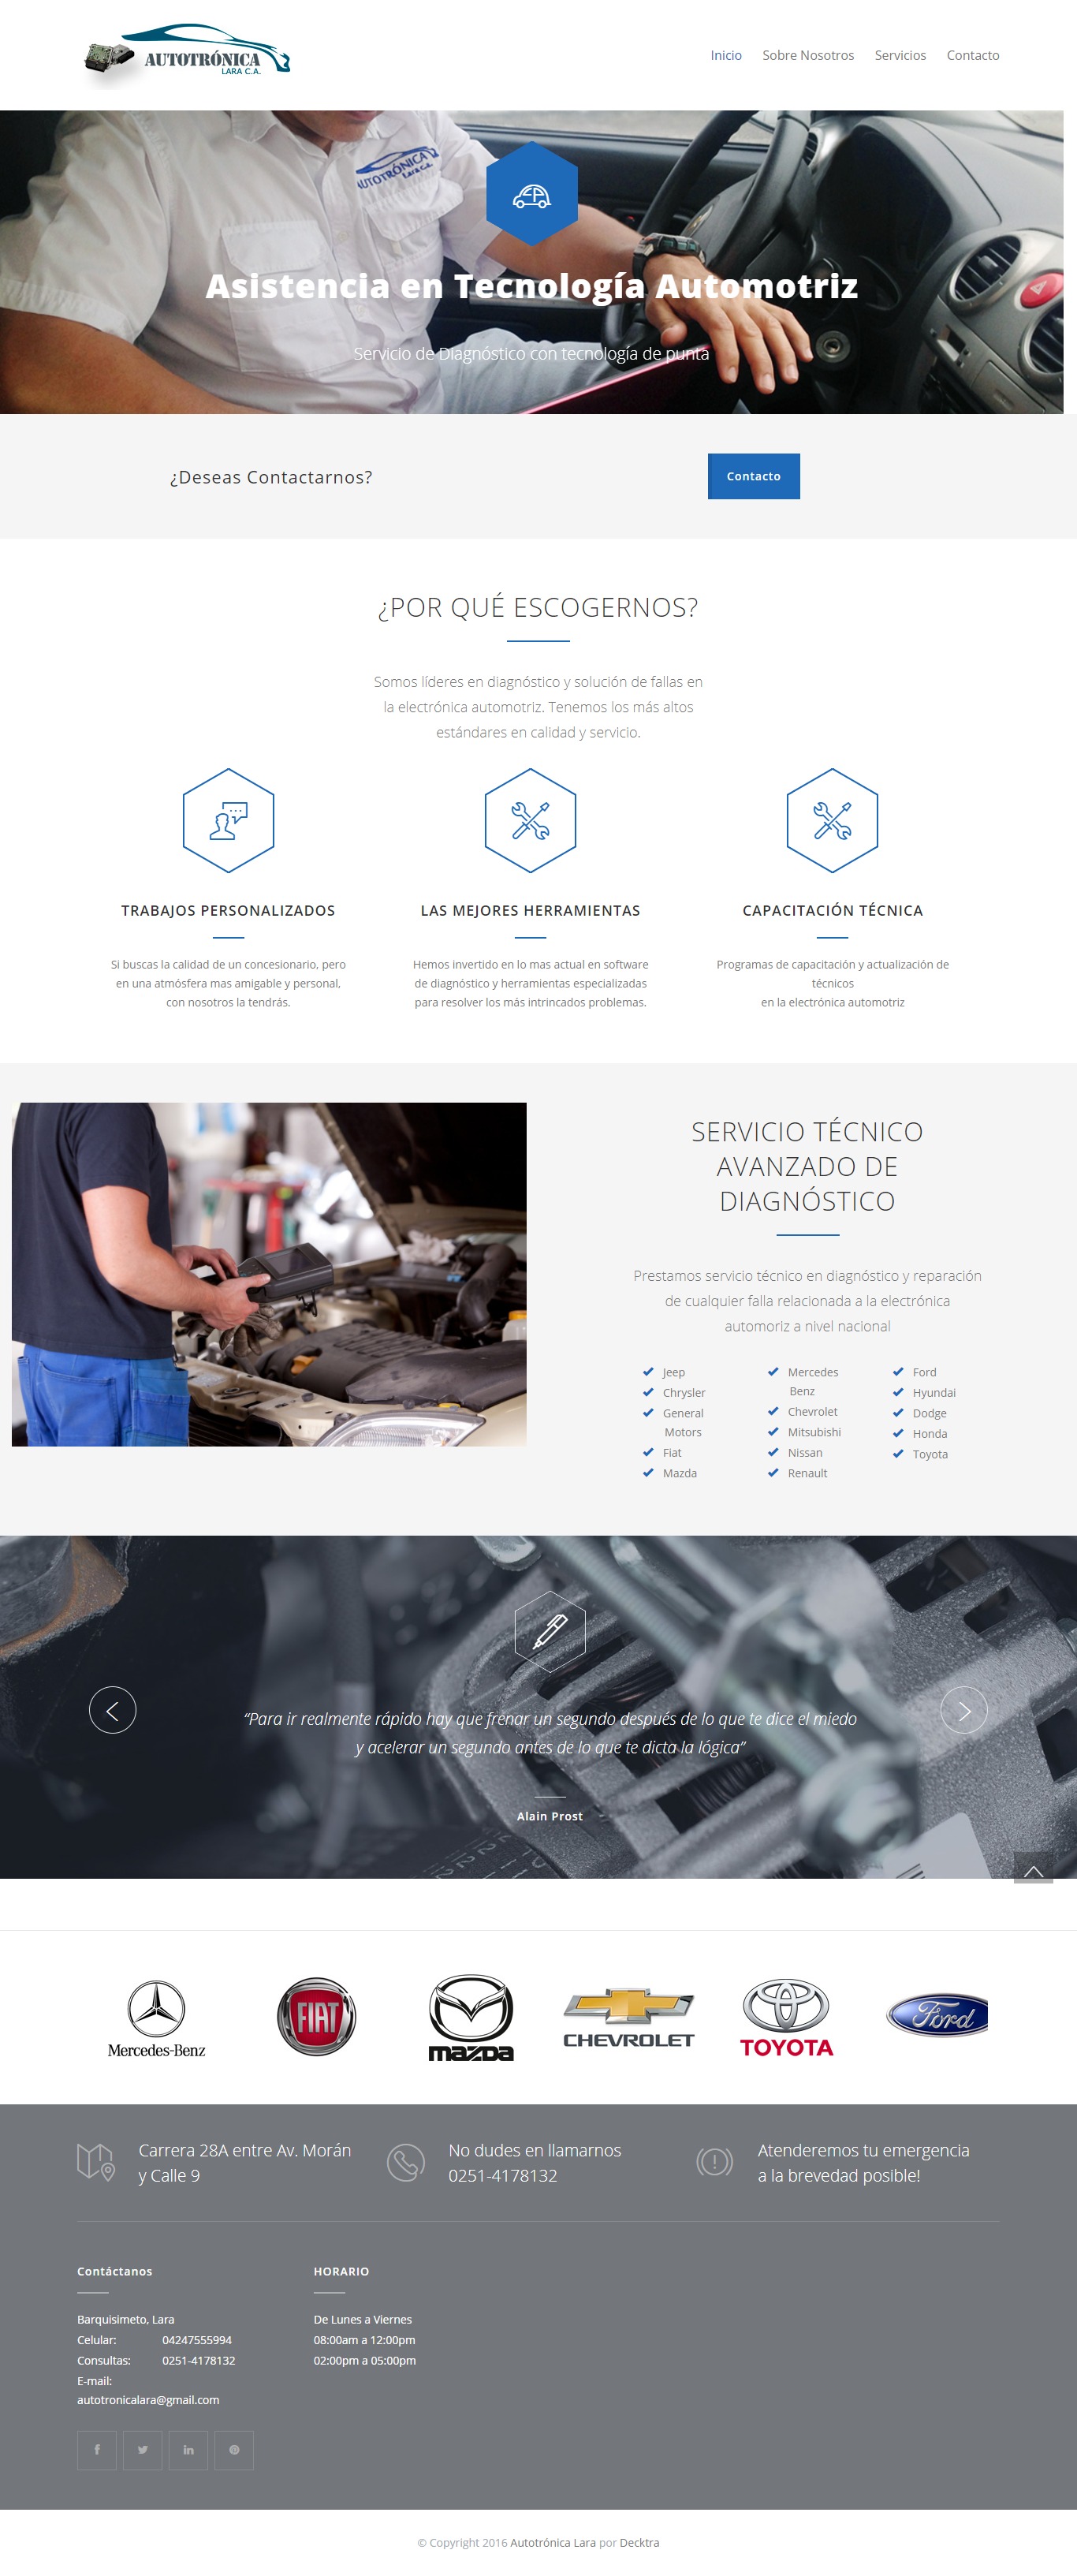 AUTOTRÓNICA
LARA C.A.
Inicio
Sobre Nosotros
Servicios
Contacto
AUTOTRÓNICA
Lara C.A.
Asistencia en Tecnología Automotriz
Servicio de Diagnóstico con tecnología de punta
¿Deseas Contactarnos?
Contacto
¿POR QUÉ ESCOGERNOS?
Somos líderes en diagnóstico y solución de fallas en
la electrónica automotriz. Tenemos los más altos
estándares en calidad y servicio.
TRABAJOS PERSONALIZADOS
Si buscas la calidad de un concesionario, pero
en una atmósfera mas amigable y personal,
con nosotros la tendrás.
LAS MEJORES HERRAMIENTAS
Hemos invertido en lo mas actual en software
de diagnóstico y herramientas especializadas
para resolver los más intrincados problemas.
CAPACITACIÓN TÉCNICA
Programas de capacitación y actualización de
técnicos
en la electrónica automotriz
SERVICIO TÉCNICO
AVANZADO DE
DIAGNÓSTICO
Prestamos servicio técnico en diagnóstico y reparación
de cualquier falla relacionada a la electrónica
automoriz a nivel nacional
Jeep
Chrysler
General
Motors
Fiat
Mazda
Mercedes
Benz
Chevrolet
Mitsubishi
Nissan
Renault
Ford
Hyundai
Dodge
Honda
Toyota
“Para ir realmente rápido hay que frenar un segundo después de lo que te dice el miedo
y acelerar un segundo antes de lo que te dicta la lógica”
Alain Prost
Mercedes-Benz
FIAT
mazda
CHEVROLET
TOYOTA
Ford
Carrera 28A entre Av. Morán
y Calle 9
No dudes en llamarnos
0251-4178132
Atenderemos tu emergencia
a la brevedad posible!
Contáctanos
Barquisimeto, Lara
Celular: 04247555994
Consultas: 0251-4178132
E-mail:
autotronicalara@gmail.com
HORARIO
De Lunes a Viernes
08:00am a 12:00pm
02:00pm a 05:00pm
© Copyright 2016 Autotrónica Lara por Decktra